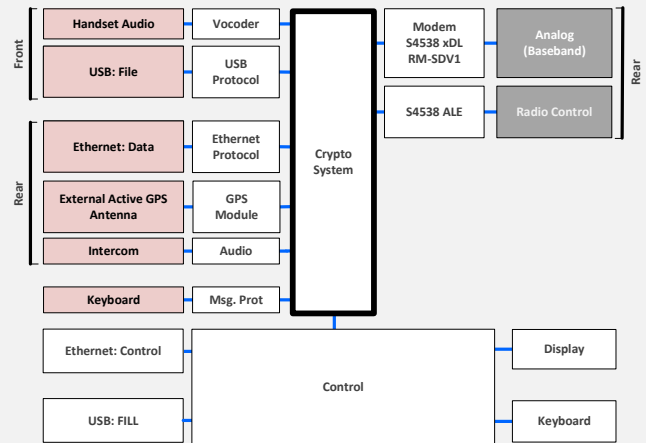 Front
Handset Audio
Vocoder
USB: File
USB
Protocol
Rear
Ethernet: Data
Ethernet
Protocol
External Active GPS
Antenna
GPS
Module
Intercom
Audio
Keyboard
Msg. Prot
Crypto
System
Modem
S4538 xDL
RM-SDV1
Analog
(Baseband)
S4538 ALE
Radio Control
Rear
Ethernet: Control
USB: FILL
Control
Display
Keyboard